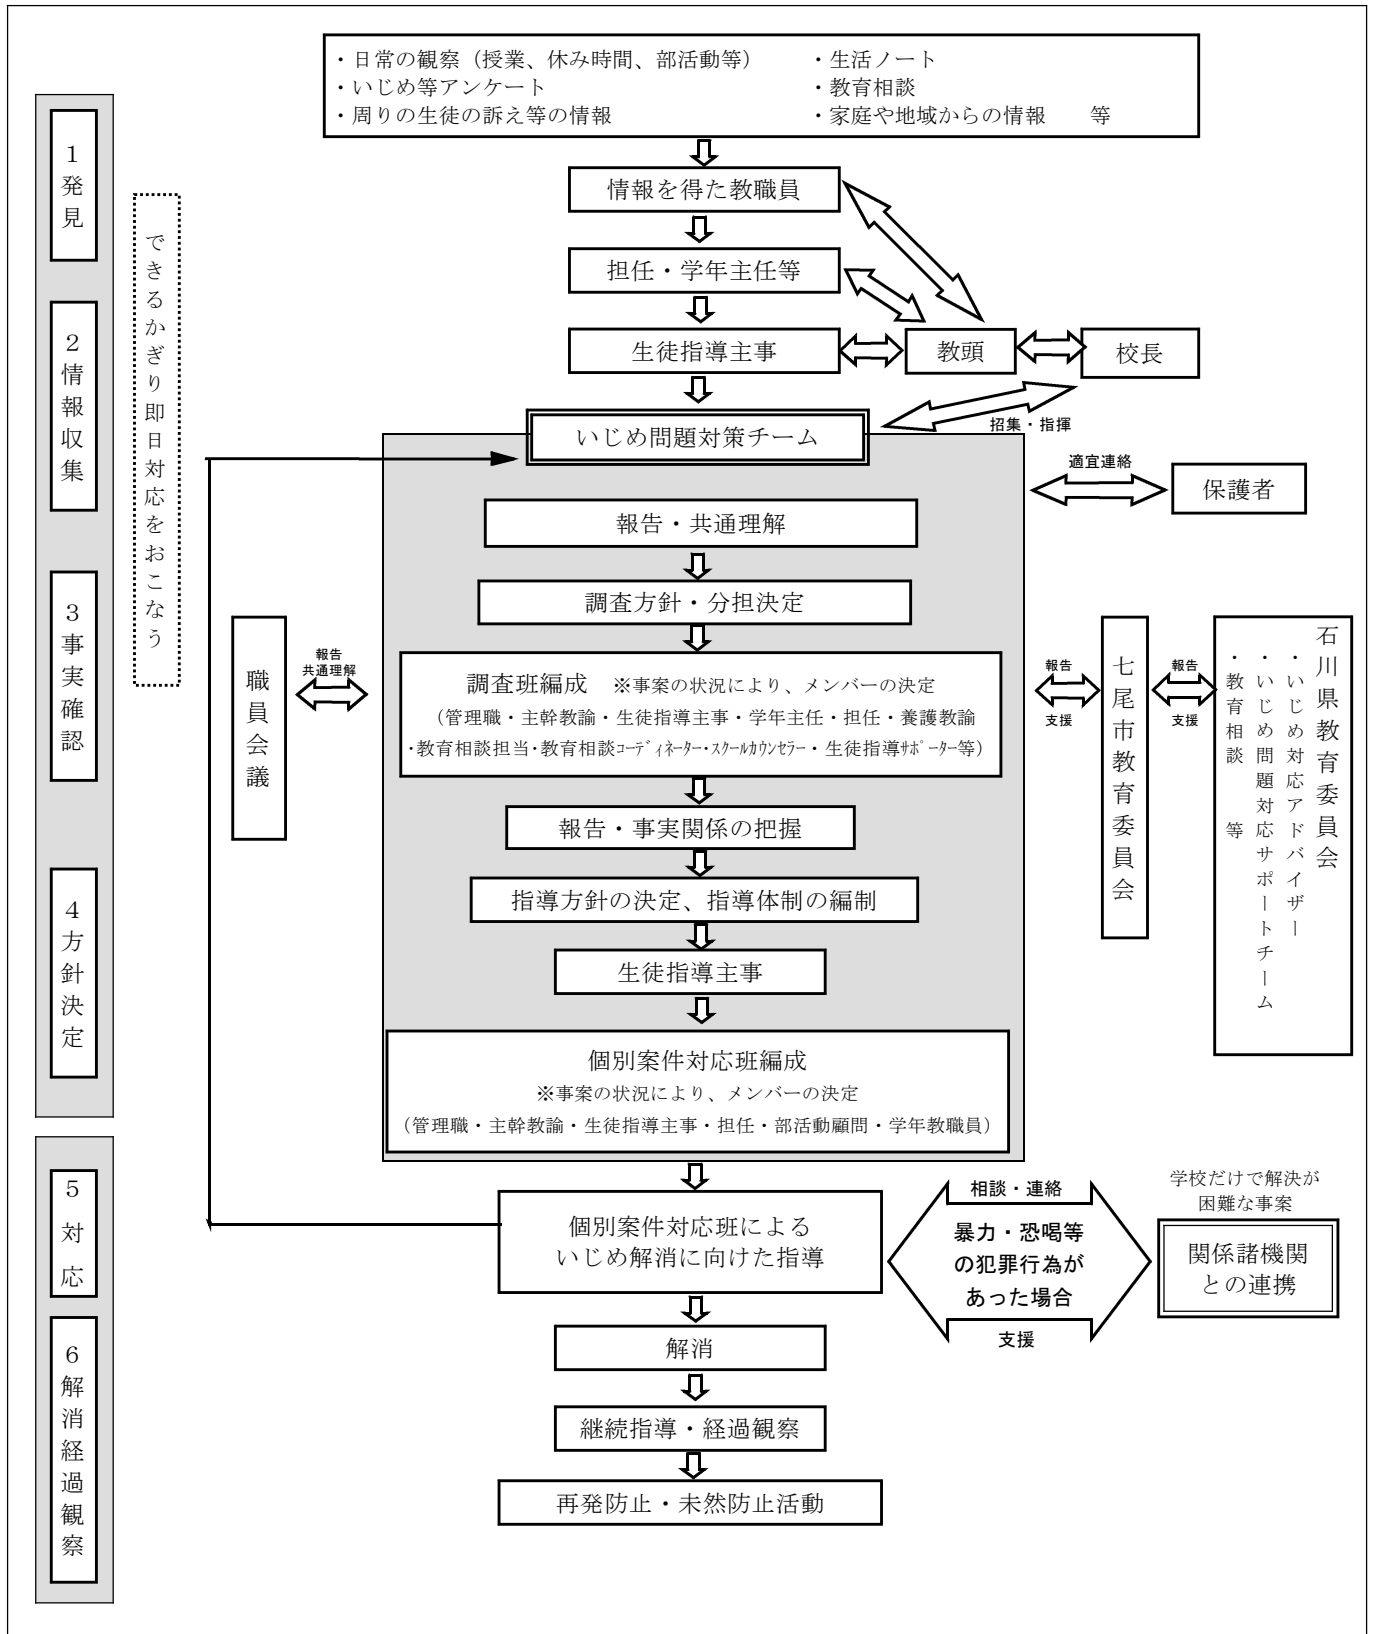 ・日常の観察（授業、休み時間、部活動等）　・生活ノート
・いじめ等アンケート　・教育相談
・周りの生徒の訴え等の情報　・家庭や地域からの情報　等
１発見
２情報収集
３事実確認
４方針決定
５対応
６解消経過観察
できるかぎり即日対応をおこなう
情報を得た教職員
担任・学年主任等
生徒指導主事
教頭
校長
招集・指揮
いじめ問題対策チーム
適宜連絡
保護者
報告・共通理解
調査方針・分担決定
職員会議
報告
共通理解
調査班編成　※事案の状況により、メンバーの決定
（管理職・主幹教諭・生徒指導主事・学年主任・担任・養護教諭
・教育相談担当・教育相談ｺｰﾃﾞｨﾈｰﾀｰ・ｽｸｰﾙｶｳﾝｾﾗｰ・生徒指導ｻﾎﾟｰﾀｰ等）
報告
支援
七尾市教育委員会
報告
支援
石川県教育委員会
・いじめ対応アドバイザー
・いじめ問題対応サポートチーム
・教育相談　等
報告・事実関係の把握
指導方針の決定、指導体制の編制
生徒指導主事
個別案件対応班編成
※事案の状況により、メンバーの決定
（管理職・主幹教諭・生徒指導主事・担任・部活動顧問・学年教職員）
個別案件対応班による
いじめ解消に向けた指導
相談・連絡
暴力・恐喝等
の犯罪行為が
あった場合
支援
学校だけで解決が
困難な事案
関係諸機関
との連携
解消
継続指導・経過観察
再発防止・未然防止活動